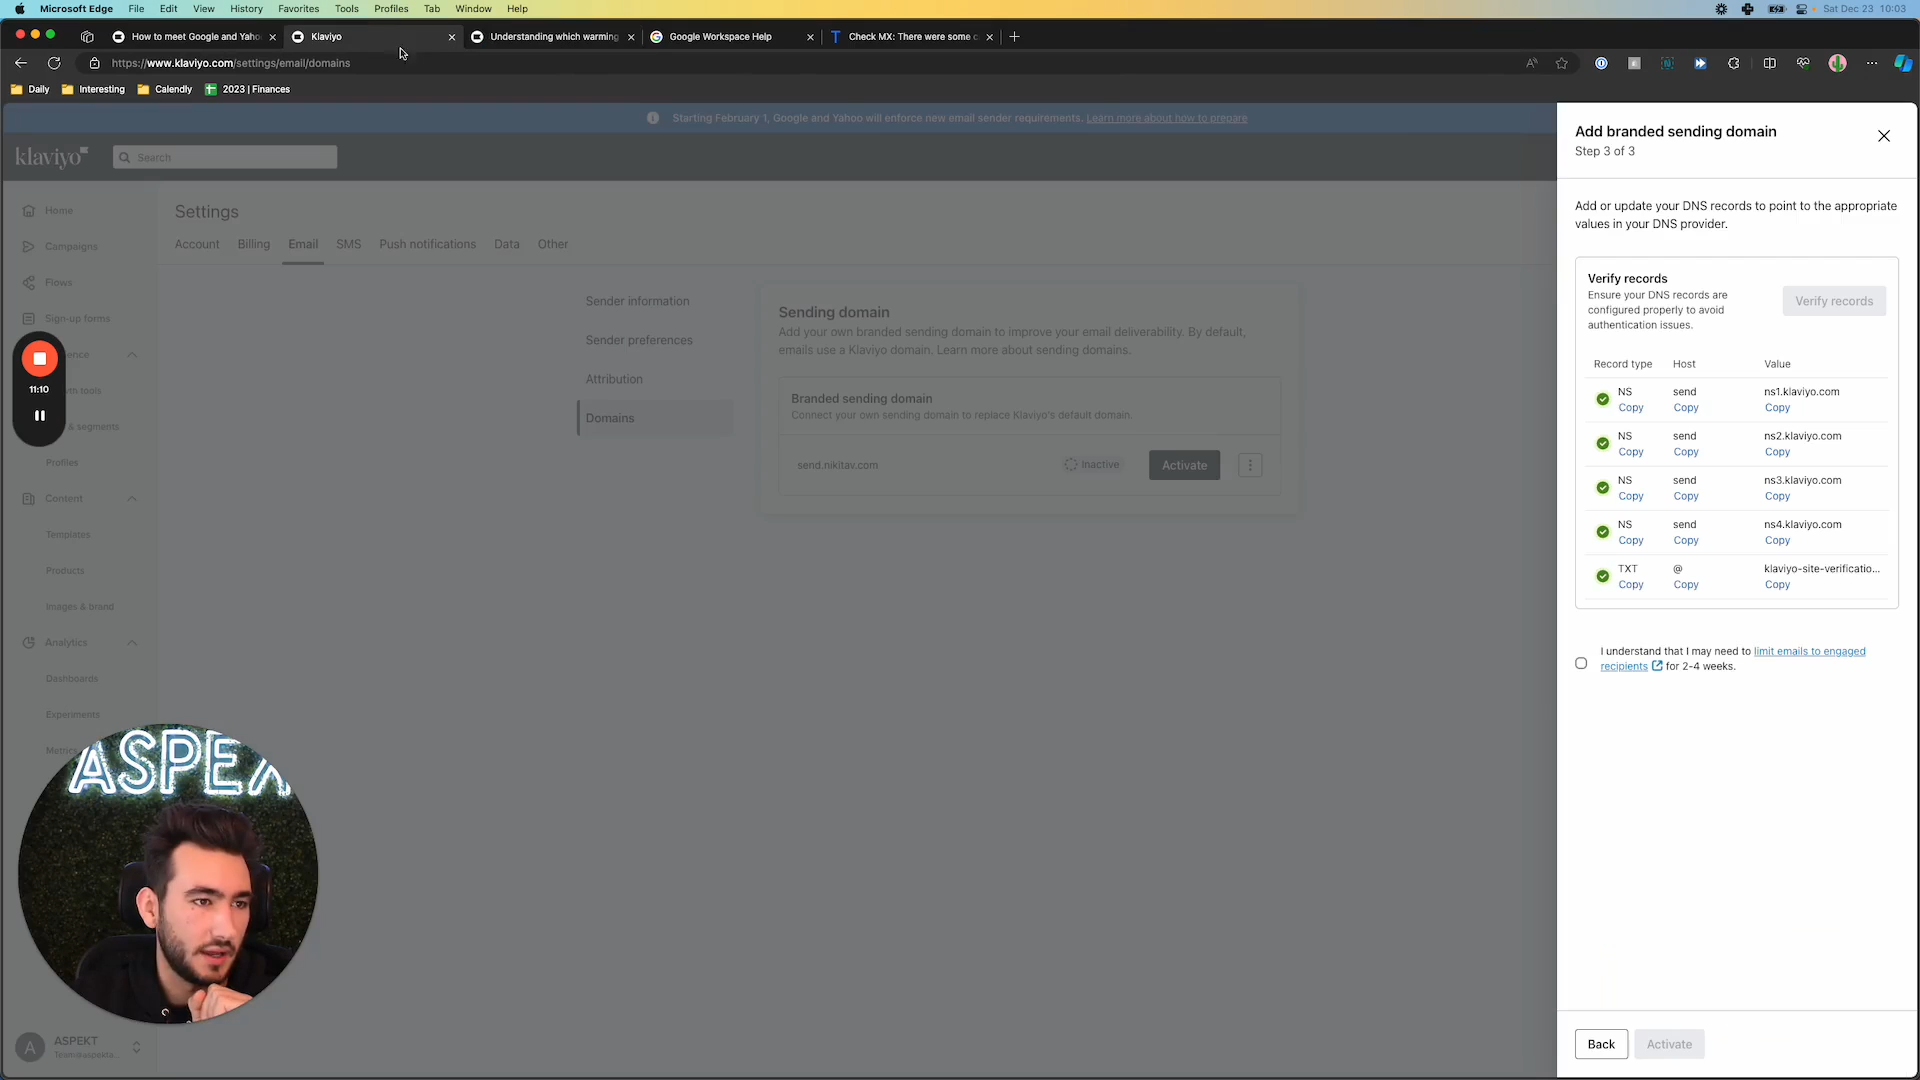 Microsoft Edge File Edit View History Favorites Tools Profiles Tab Window Help
Sat Dec 23 10:03
How to meet Google and Yaho
Klaviyo
Understanding which warming
Google Workspace Help
Check MX: There were some c
https://www.klaviyo.com/settings/email/domains
Daily
Interesting
Calendly
2023 | Finances
Starting February 1, Google and Yahoo will enforce new email sender requirements. Learn more about how to prepare
klaviyo
Search
Home
Campaigns
Flows
Sign-up forms
11:10
& segments
Profiles
Content
Templates
Products
Images & brand
Analytics
Dashboards
Experiments
Metrics
ASPE
ASPEKT
A
Settings
Account Billing Email SMS Push notifications Data Other
Sender information
Sender preferences
Attribution
Domains
Sending domain
Add your own branded sending domain to improve your email deliverability. By default,
emails use a Klaviyo domain. Learn more about sending domains.
Branded sending domain
Connect your own sending domain to replace Klaviyo's default domain.
send.nikitav.com
Inactive
Activate
Add branded sending domain
Step 3 of 3
Add or update your DNS records to point to the appropriate
values in your DNS provider.
Verify records
Ensure your DNS records are
configured properly to avoid
authentication issues.
Verify records
Record type Host Value
NS send ns1.klaviyo.com
Copy Copy Copy
NS send ns2.klaviyo.com
Copy Copy Copy
NS send ns3.klaviyo.com
Copy Copy Copy
NS send ns4.klaviyo.com
Copy Copy Copy
TXT @ klaviyo-site-verificatio...
Copy Copy Copy
I understand that I may need to limit emails to engaged
recipients for 2-4 weeks.
Back
Activate